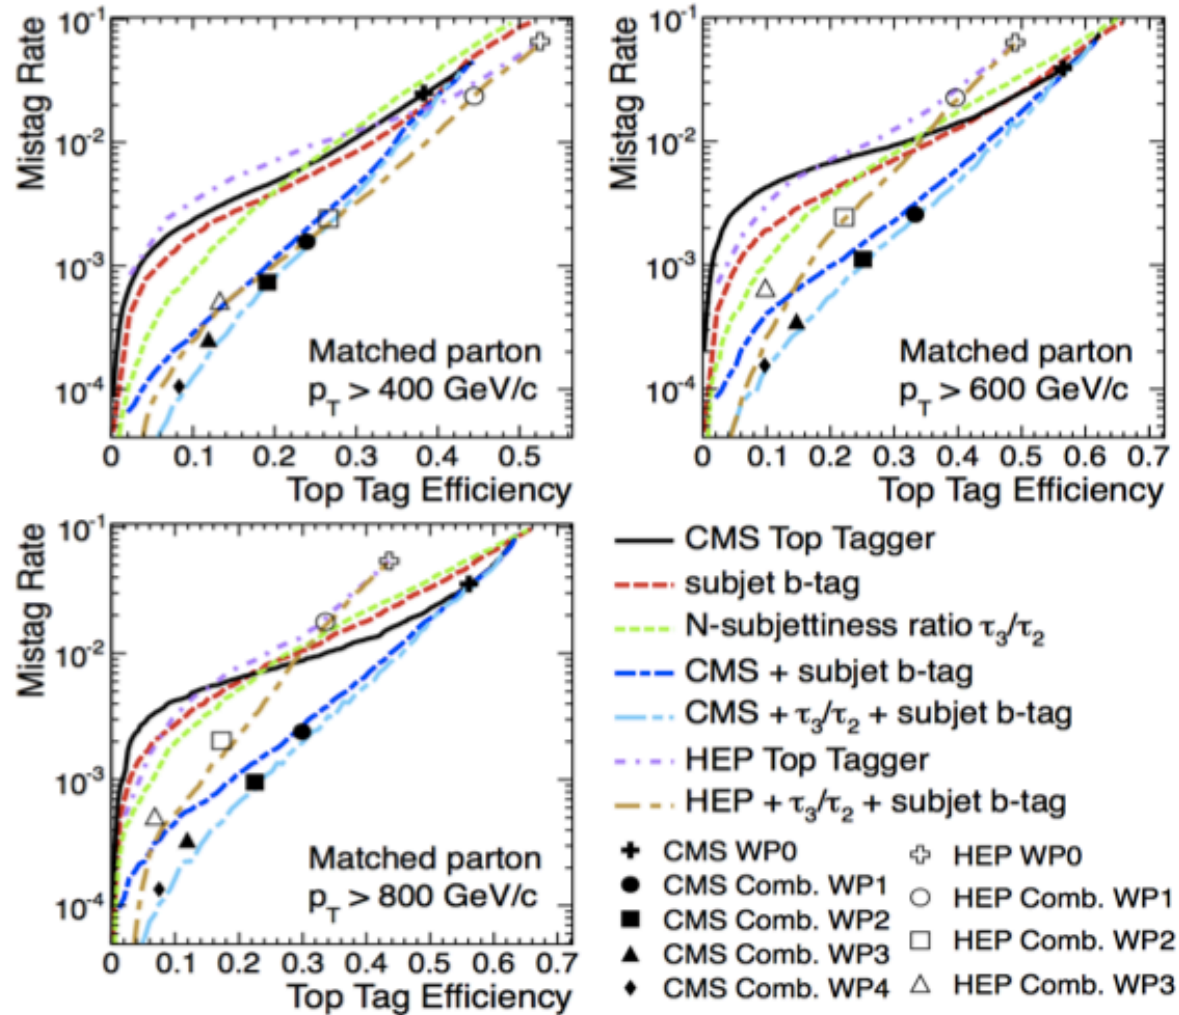 Mistag Rate
10-1
10-2
10-3
10-4
Matched parton
pT > 400 GeV/c
0 0.1 0.2 0.3 0.4 0.5
Top Tag Efficiency
Mistag Rate
10-1
10-2
10-3
10-4
Matched parton
pT > 600 GeV/c
0 0.1 0.2 0.3 0.4 0.5 0.6 0.7
Top Tag Efficiency
Mistag Rate
10-1
10-2
10-3
10-4
Matched parton
pT > 800 GeV/c
0 0.1 0.2 0.3 0.4 0.5 0.6 0.7
Top Tag Efficiency
CMS Top Tagger
subjet b-tag
N-subjettiness ratio τ3/τ2
CMS + subjet b-tag
CMS + τ3/τ2 + subjet b-tag
HEP Top Tagger
HEP + τ3/τ2 + subjet b-tag
CMS WP0
CMS Comb. WP1
CMS Comb. WP2
CMS Comb. WP3
CMS Comb. WP4
HEP WP0
HEP Comb. WP1
HEP Comb. WP2
HEP Comb. WP3